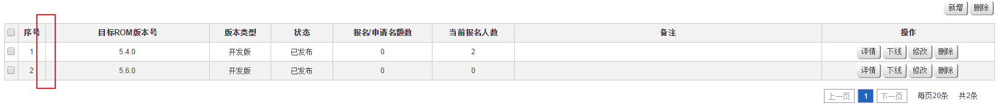 新增 删除
序号 目标ROM版本号 版本类型 状态 报名/申请名额数 当前报名人数 备注 操作
1 5.4.0 开发版 已发布 0 2 详情 下线 修改 删除
2 5.6.0 开发版 已发布 0 0 详情 下线 修改 删除
上一页 1 下一页 每页20条 共2条